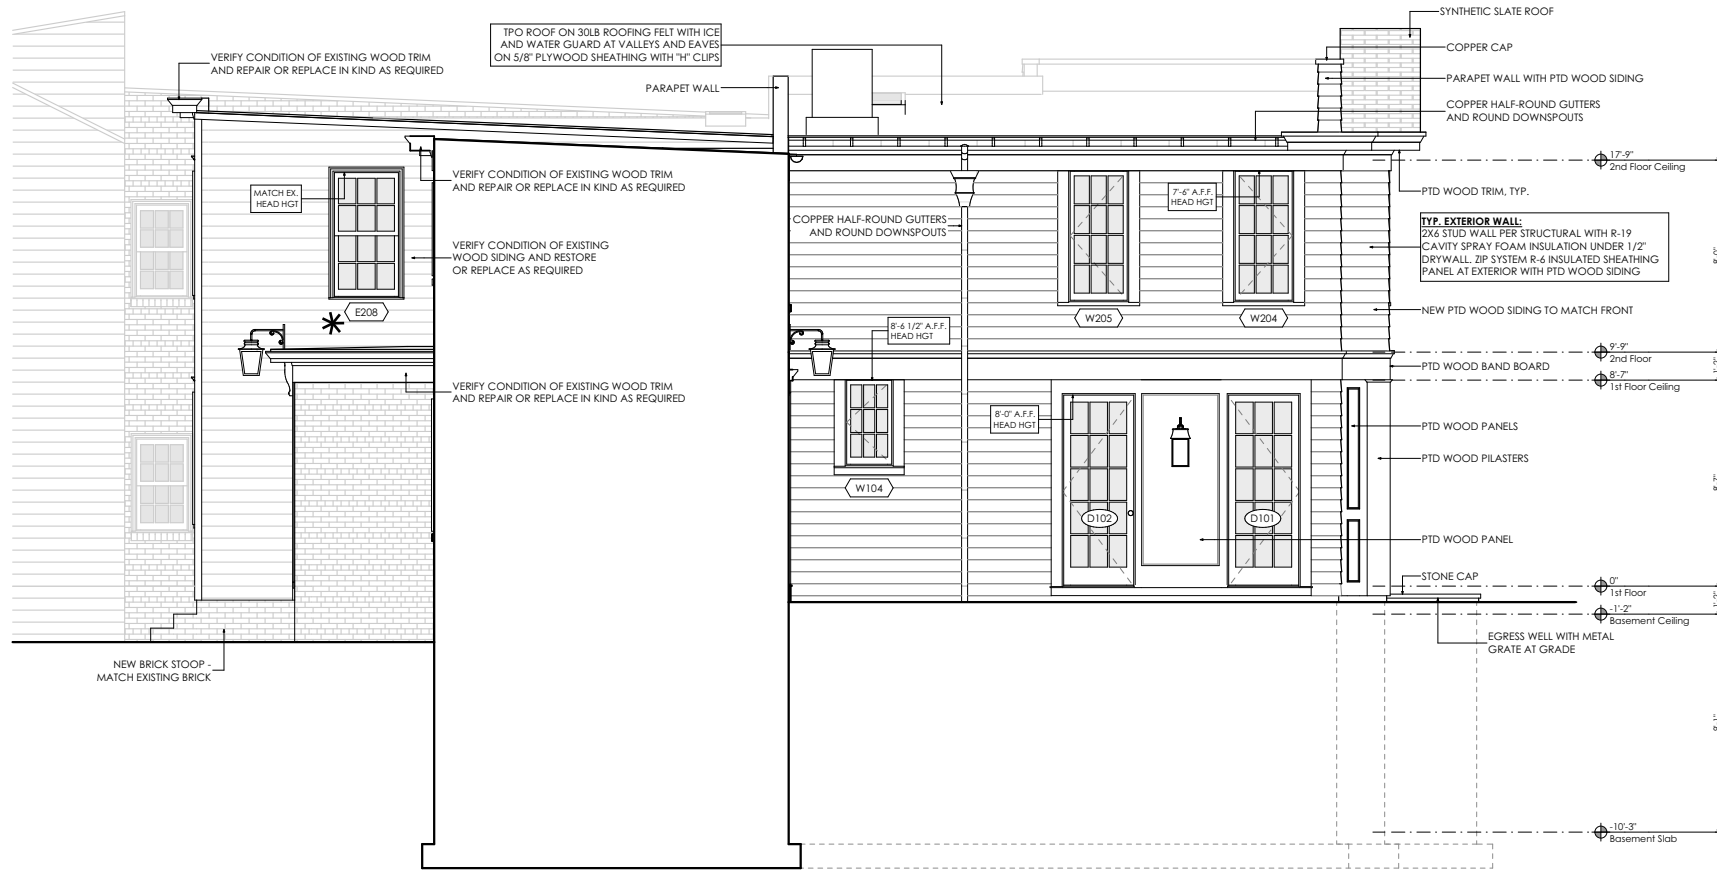 SYNTHETIC SLATE ROOF
TPO ROOF ON 30LB ROOFING FELT WITH ICE
AND WATER GUARD AT VALLEYS AND EAVES
ON 5/8" PLYWOOD SHEATHING WITH "H" CLIPS
COPPER CAP
VERIFY CONDITION OF EXISTING WOOD TRIM
AND REPAIR OR REPLACE IN KIND AS REQUIRED
PARAPET WALL
PARAPET WALL WITH PTD WOOD SIDING
COPPER HALF-ROUND GUTTERS
AND ROUND DOWNSPOUTS
17'-9"
2nd Floor Ceiling
VERIFY CONDITION OF EXISTING WOOD TRIM
AND REPAIR OR REPLACE IN KIND AS REQUIRED
MATCH EX.
HEAD HGT
7'-6" A.F.F.
HEAD HGT
PTD WOOD TRIM, TYP.
COPPER HALF-ROUND GUTTERS
AND ROUND DOWNSPOUTS
TYP. EXTERIOR WALL:
2X6 STUD WALL PER STRUCTURAL WITH R-19
CAVITY SPRAY FOAM INSULATION UNDER 1/2"
DRYWALL. ZIP SYSTEM R-6 INSULATED SHEATHING
PANEL AT EXTERIOR WITH PTD WOOD SIDING
VERIFY CONDITION OF EXISTING
WOOD SIDING AND RESTORE
OR REPLACE AS REQUIRED
E208
W205
W204
NEW PTD WOOD SIDING TO MATCH FRONT
8'-6 1/2" A.F.F.
HEAD HGT
9'-9"
2nd Floor
PTD WOOD BAND BOARD
8'-7"
1st Floor Ceiling
VERIFY CONDITION OF EXISTING WOOD TRIM
AND REPAIR OR REPLACE IN KIND AS REQUIRED
8'-0" A.F.F.
HEAD HGT
PTD WOOD PANELS
PTD WOOD PILASTERS
W104
D102
D101
PTD WOOD PANEL
STONE CAP
0"
1st Floor
-1'-2"
Basement Ceiling
EGRESS WELL WITH METAL
GRATE AT GRADE
NEW BRICK STOOP -
MATCH EXISTING BRICK
-10'-3"
Basement Slab